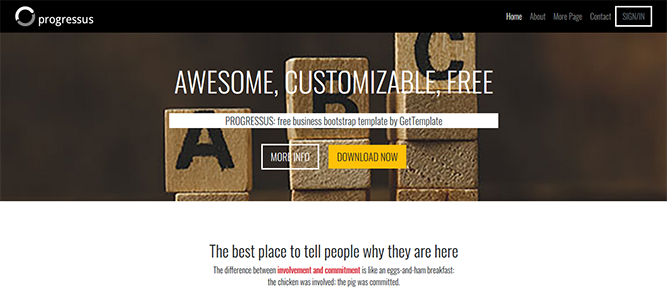 progressus
Home About More Page Contact SIGN/IN
AWESOME, CUSTOMIZABLE, FREE
PROGRESSUS: free business bootstrap template by GetTemplate
A B C
MORE INFO DOWNLOAD NOW
The best place to tell people why they are here
The difference between involvement and commitment is like an eggs-and-ham breakfast:
the chicken was involved; the pig was committed.